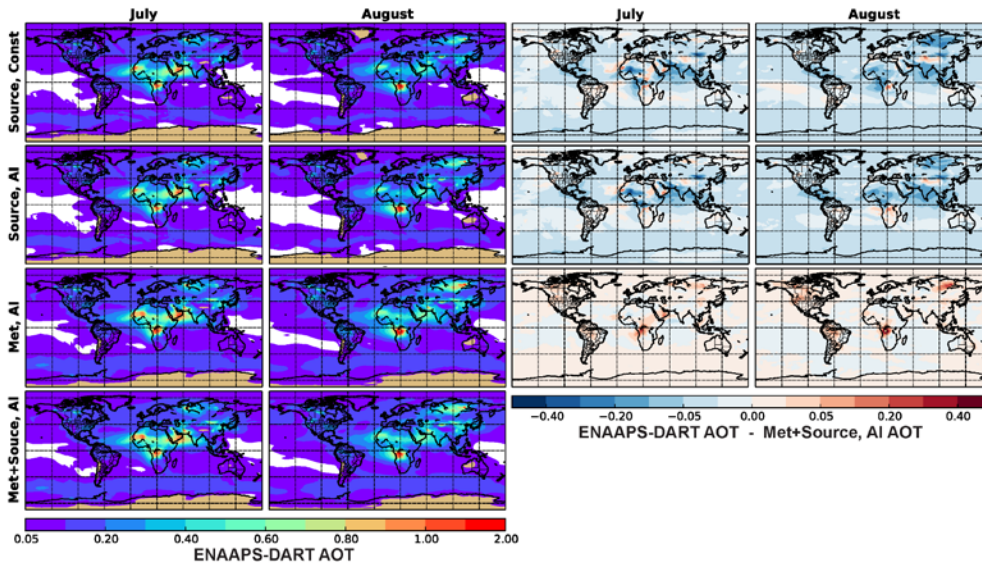 July August July August
Source, Const
Source, AI
Met, AI
Met+Souce, AI
0.05 0.20 0.40 0.60 0.80 1.00 2.00
ENAAPS-DART AOT
−0.40 −0.20 −0.05 0.00 0.05 0.20 0.40
ENAAPS-DART AOT - Met+Source, AI AOT